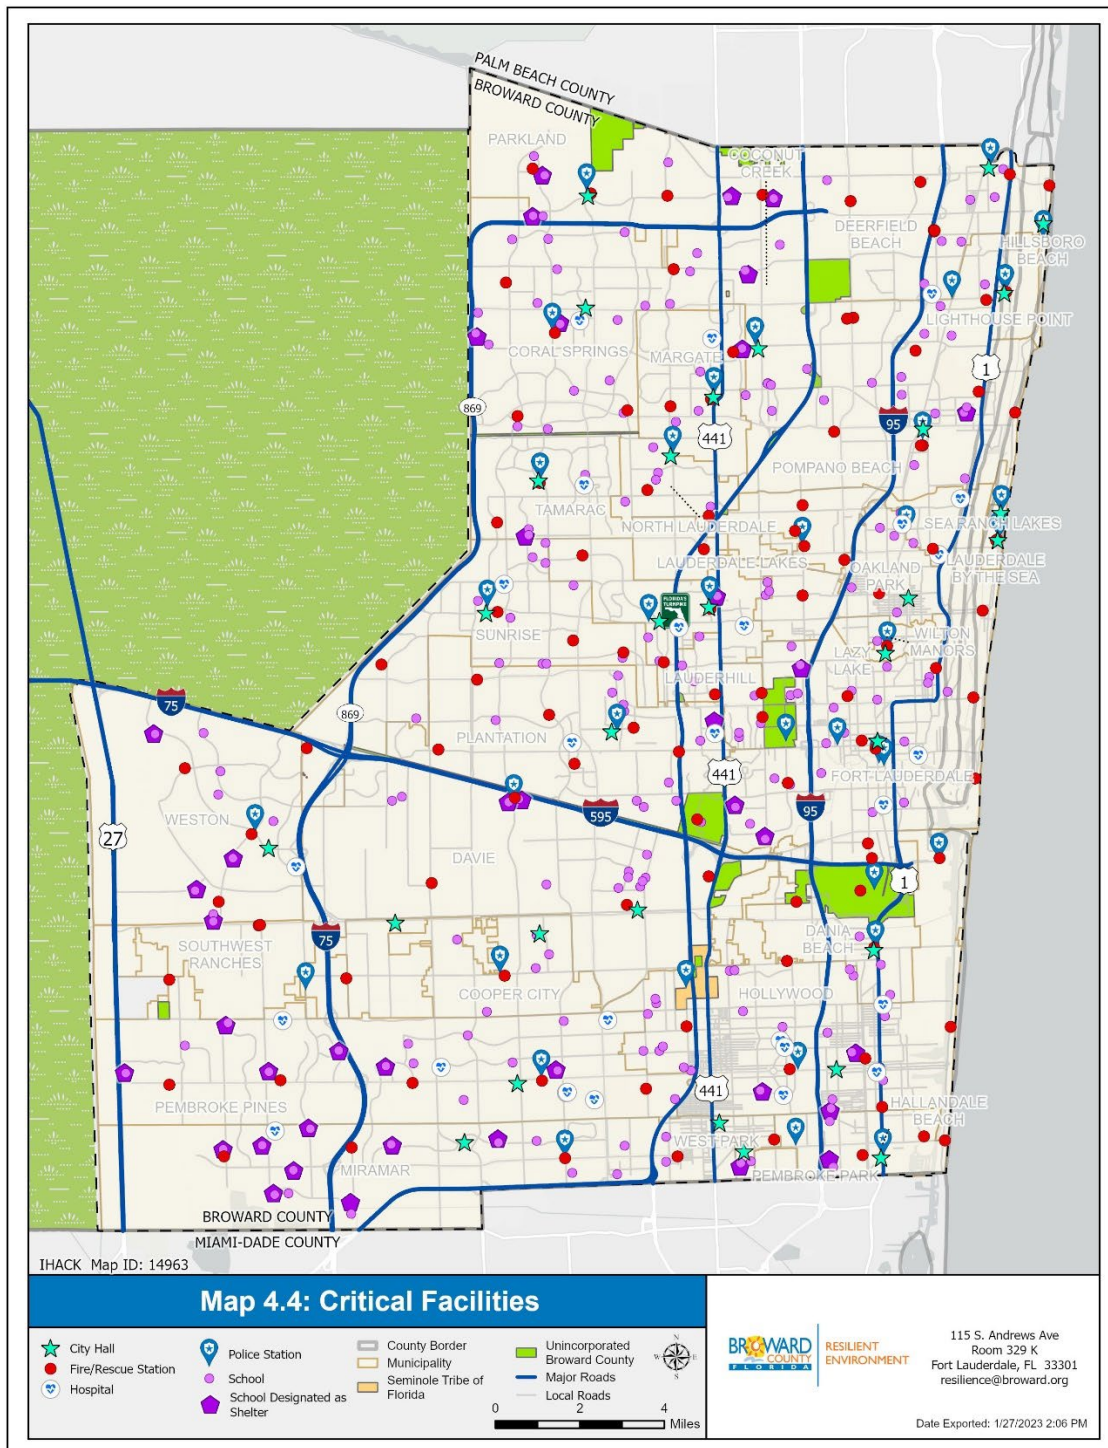 PALM BEACH COUNTY
BROWARD COUNTY
PARKLAND
COCONUT
CREEK
DEERFIELD
BEACH
HILLSBORO
BEACH
LIGHTHOUSE POINT
CORAL SPRINGS
MARGATE
1
869
441
95
POMPANO BEACH
TAMARAC
NORTH LAUDERDALE
SEA RANCH LAKES
LAUDERDALE LAKES
OAKLAND
PARK
LAUDERDALE
BY THE SEA
FLORIDA'S
TURNPIKE
SUNRISE
WILTON
MANORS
LAZY
LAKE
LAUDERHILL
75
869
PLANTATION
441
FORT LAUDERDALE
WESTON
595
95
27
DAVIE
1
75
SOUTHWEST
RANCHES
DANIA
BEACH
COOPER CITY
HOLLYWOOD
441
PEMBROKE PINES
HALLANDALE
BEACH
WEST PARK
MIRAMAR
PEMBROKE PARK
BROWARD COUNTY
MIAMI-DADE COUNTY
IHACK Map ID: 14963
Map 4.4: Critical Facilities
City Hall
Fire/Rescue Station
Hospital
Police Station
School
School Designated as
Shelter
County Border
Municipality
Seminole Tribe of
Florida
Unincorporated
Broward County
Major Roads
Local Roads
N
W
E
S
0 2 4
Miles
BROWARD
COUNTY
FLORIDA
RESILIENT
ENVIRONMENT
115 S. Andrews Ave
Room 329 K
Fort Lauderdale, FL 33301
resilience@broward.org
Date Exported: 1/27/2023 2:06 PM